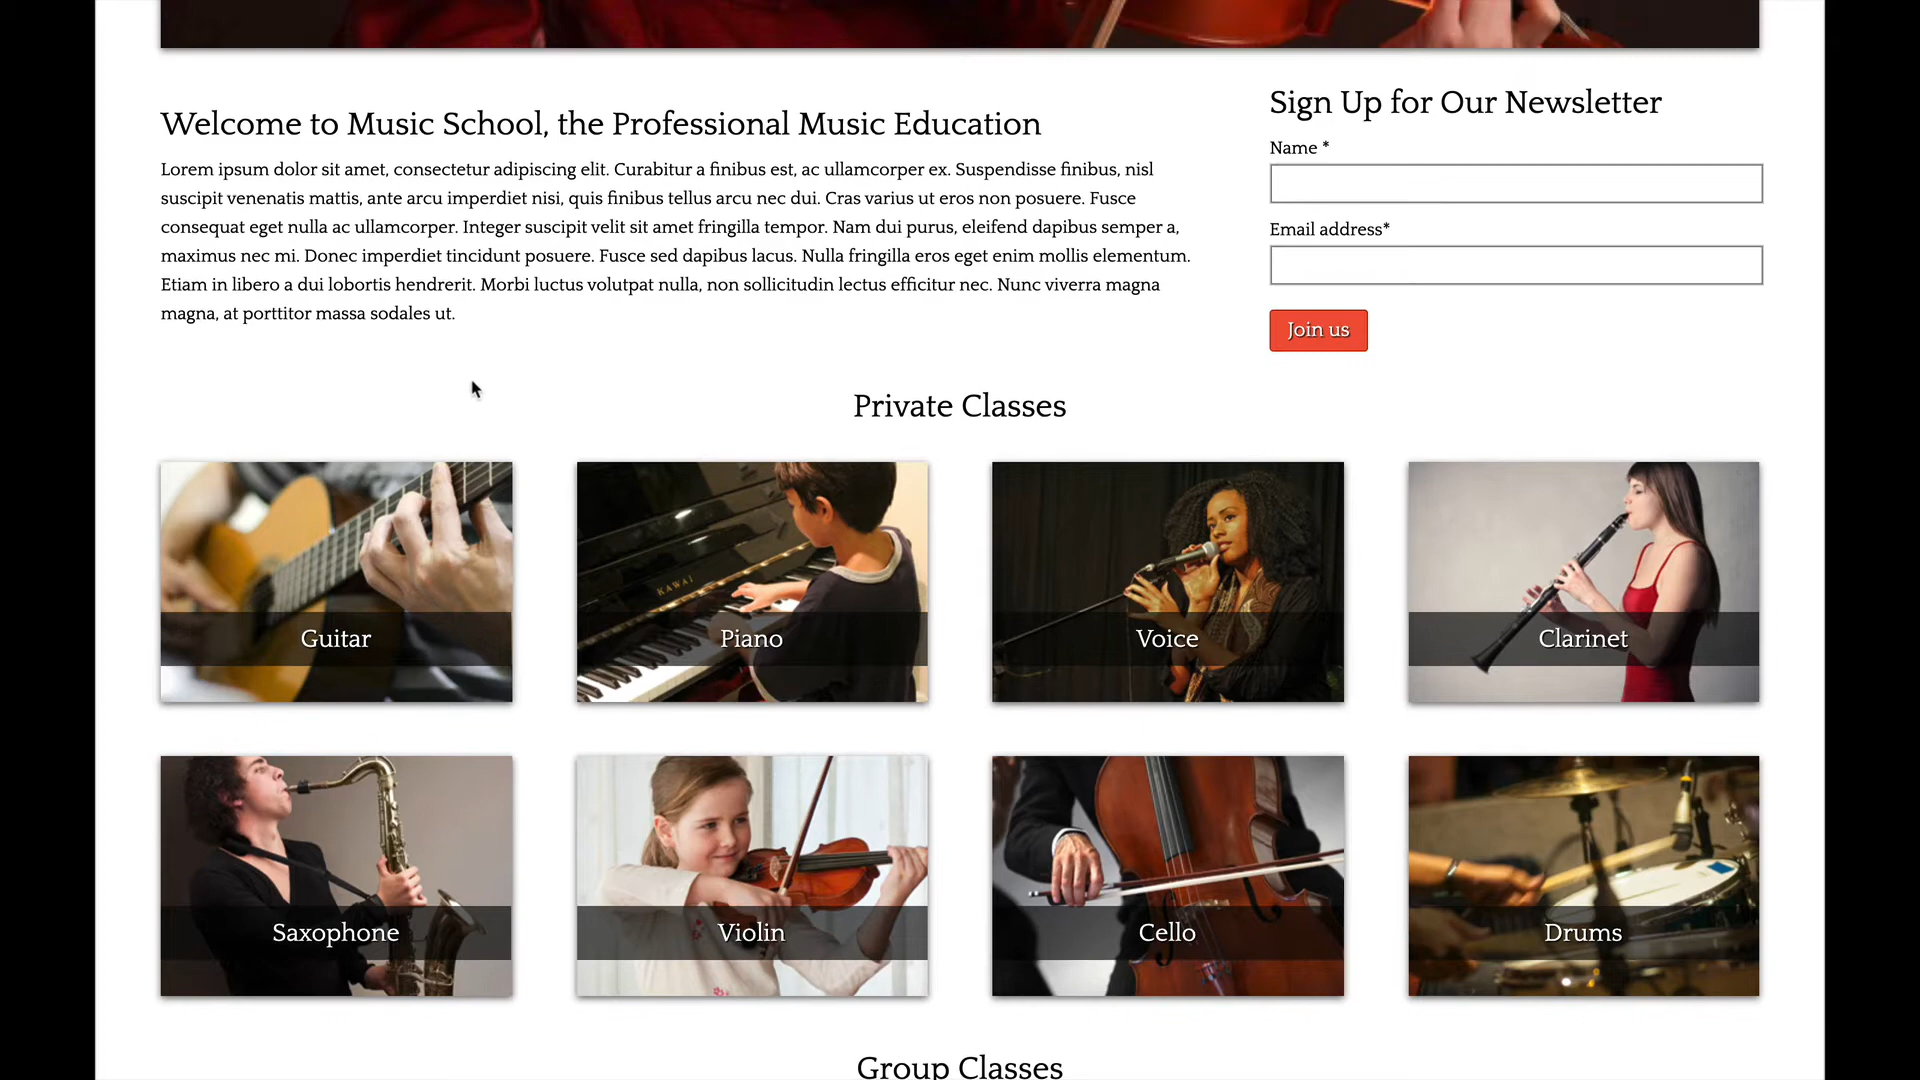 Welcome to Music School, the Professional Music Education
Lorem ipsum dolor sit amet, consectetur adipiscing elit. Curabitur a finibus est, ac ullamcorper ex. Suspendisse finibus, nisl
suscipit venenatis mattis, ante arcu imperdiet nisi, quis finibus tellus arcu nec dui. Cras varius ut eros non posuere. Fusce
consequat eget nulla ac ullamcorper. Integer suscipit velit sit amet fringilla tempor. Nam dui purus, eleifend dapibus semper a,
maximus nec mi. Donec imperdiet tincidunt posuere. Fusce sed dapibus lacus. Nulla fringilla eros eget enim mollis elementum.
Etiam in libero a dui lobortis hendrerit. Morbi luctus volutpat nulla, non sollicitudin lectus efficitur nec. Nunc viverra magna
magna, at porttitor massa sodales ut.
Sign Up for Our Newsletter
Name *
Email address*
Join us
Private Classes
Guitar
KAWAI
Piano
Voice
Clarinet
Saxophone
Violin
Cello
Drums
Group Classes